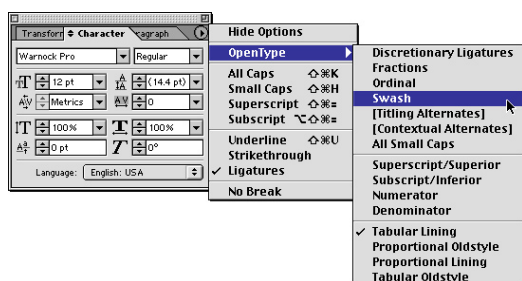 Transform
Character
aragraph
Warnock Pro
Regular
12 pt
(14.4 pt)
Metrics
0
100%
100%
0 pt
0°
Language:
English: USA
Hide Options
OpenType
All Caps ⇧⌘K
Small Caps ⇧⌘H
Superscript ⇧⌘=
Subscript ⌥⇧⌘=
Underline ⇧⌘U
Strikethrough
✓ Ligatures
No Break
Discretionary Ligatures
Fractions
Ordinal
Swash
[Titling Alternates]
[Contextual Alternates]
All Small Caps
Superscript/Superior
Subscript/Inferior
Numerator
Denominator
✓ Tabular Lining
Proportional Oldstyle
Proportional Lining
Tabular Oldstyle